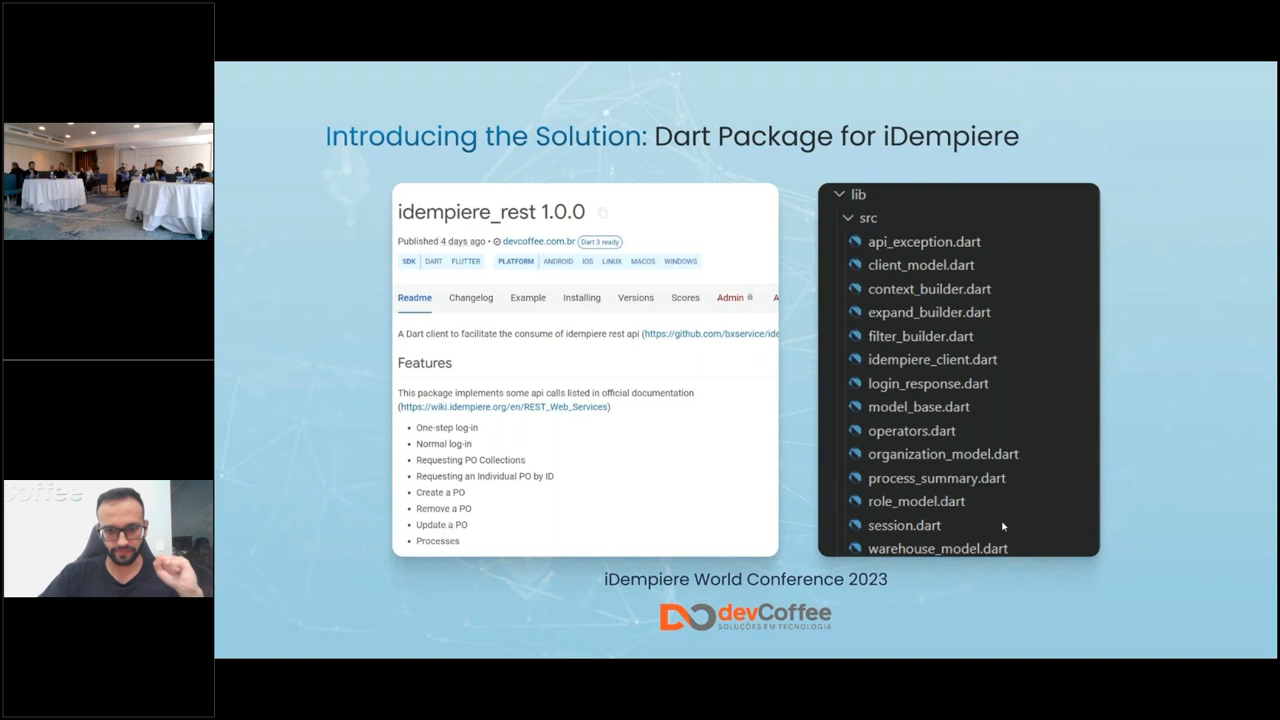 Introducing the Solution: Dart Package for iDempiere
idempiere_rest 1.0.0
Published 4 days ago • devcoffee.com.br Dart 3 ready
SDK DART FLUTTER PLATFORM ANDROID IOS LINUX MACOS WINDOWS
Readme Changelog Example Installing Versions Scores Admin A
A Dart client to facilitate the consume of idempiere rest api (https://github.com/bxservice/ide
Features
This package implements some api calls listed in official documentation
(https://wiki.idempiere.org/en/REST_Web_Services)
• One-step log-in
• Normal log-in
• Requesting PO Collections
• Requesting an Individual PO by ID
• Create a PO
• Remove a PO
• Update a PO
• Processes
lib
src
api_exception.dart
client_model.dart
context_builder.dart
expand_builder.dart
filter_builder.dart
idempiere_client.dart
login_response.dart
model_base.dart
operators.dart
organization_model.dart
process_summary.dart
role_model.dart
session.dart
warehouse_model.dart
iDempiere World Conference 2023
devCoffee
SOLUÇÕES EM TECNOLOGIA
offee